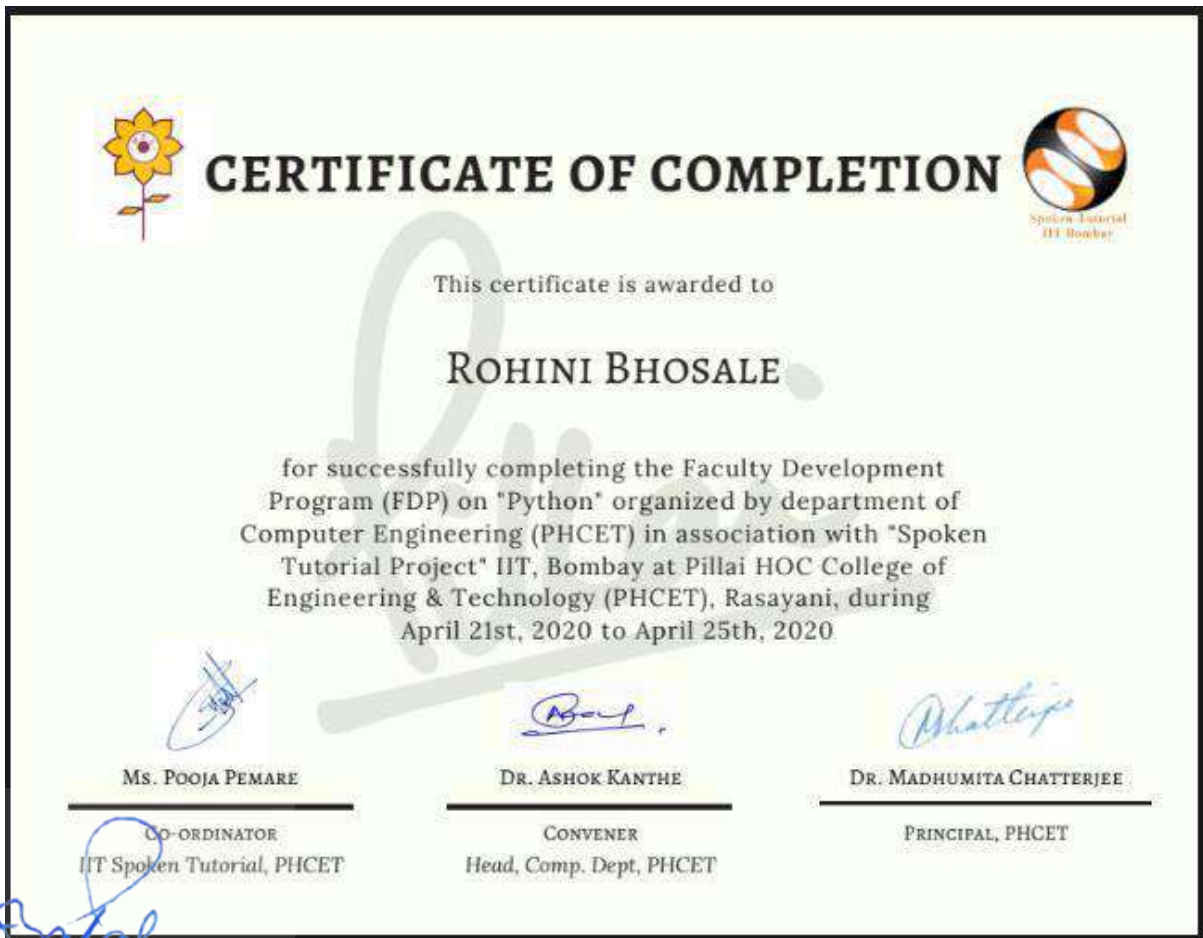 CERTIFICATE OF COMPLETION
Spoken Tutorial
IIT Bombay
This certificate is awarded to
ROHINI BHOSALE
for successfully completing the Faculty Development
Program (FDP) on "Python" organized by department of
Computer Engineering (PHCET) in association with "Spoken
Tutorial Project" IIT, Bombay at Pillai HOC College of
Engineering & Technology (PHCET), Rasayani, during
April 21st, 2020 to April 25th, 2020
MS. POOJA PEMARE
CO-ORDINATOR
IIT Spoken Tutorial, PHCET
DR. ASHOK KANTHE
CONVENER
Head, Comp. Dept, PHCET
DR. MADHUMITA CHATTERJEE
PRINCIPAL, PHCET